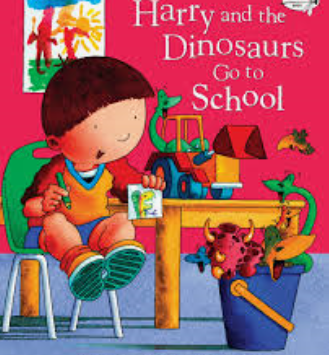 Harry and the
Dinosaurs
Go to
School